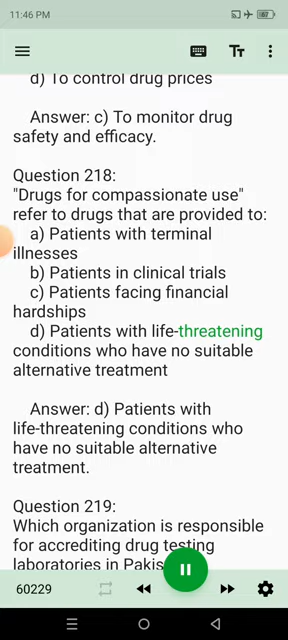 11:46 PM
87
d) To control drug prices
Answer: c) To monitor drug
safety and efficacy.
Question 218:
"Drugs for compassionate use"
refer to drugs that are provided to:
a) Patients with terminal
illnesses
b) Patients in clinical trials
c) Patients facing financial
hardships
d) Patients with life-threatening
conditions who have no suitable
alternative treatment
Answer: d) Patients with
life-threatening conditions who
have no suitable alternative
treatment.
Question 219:
Which organization is responsible
for accrediting drug testing
laboratories in Pakis
60229